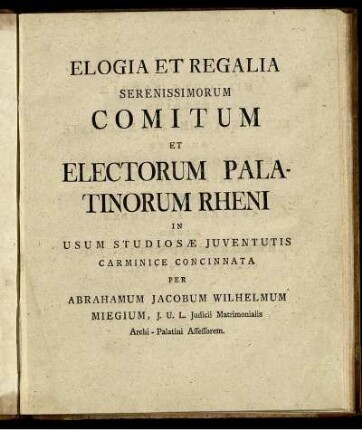 ELOGIA ET REGALIA
SERENISSIMORUM
COMITUM
ET
ELECTORUM PALA-
TINORUM RHENI
IN
USUM STUDIOSÆ JUVENTUTIS
CARMINICE CONCINNATA
PER
ABRAHAMUM JACOBUM WILHELMUM
MIEGIUM, J. U. L. Judicii Matrimonialis
Archi-Palatini Assessorem.